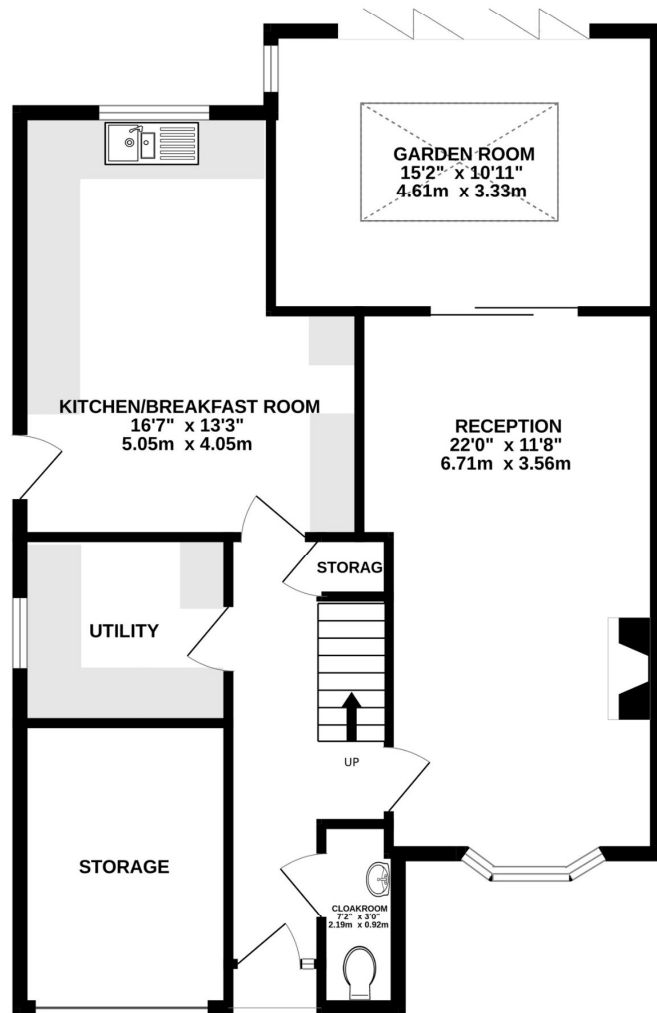 GARDEN ROOM
15'2" x 10'11"
4.61m x 3.33m
KITCHEN/BREAKFAST ROOM
16'7" x 13'3"
5.05m x 4.05m
RECEPTION
22'0" x 11'8"
6.71m x 3.56m
STORAG
UTILITY
UP
STORAGE
CLOAKROOM
7'2" x 3'0"
2.19m x 0.92m